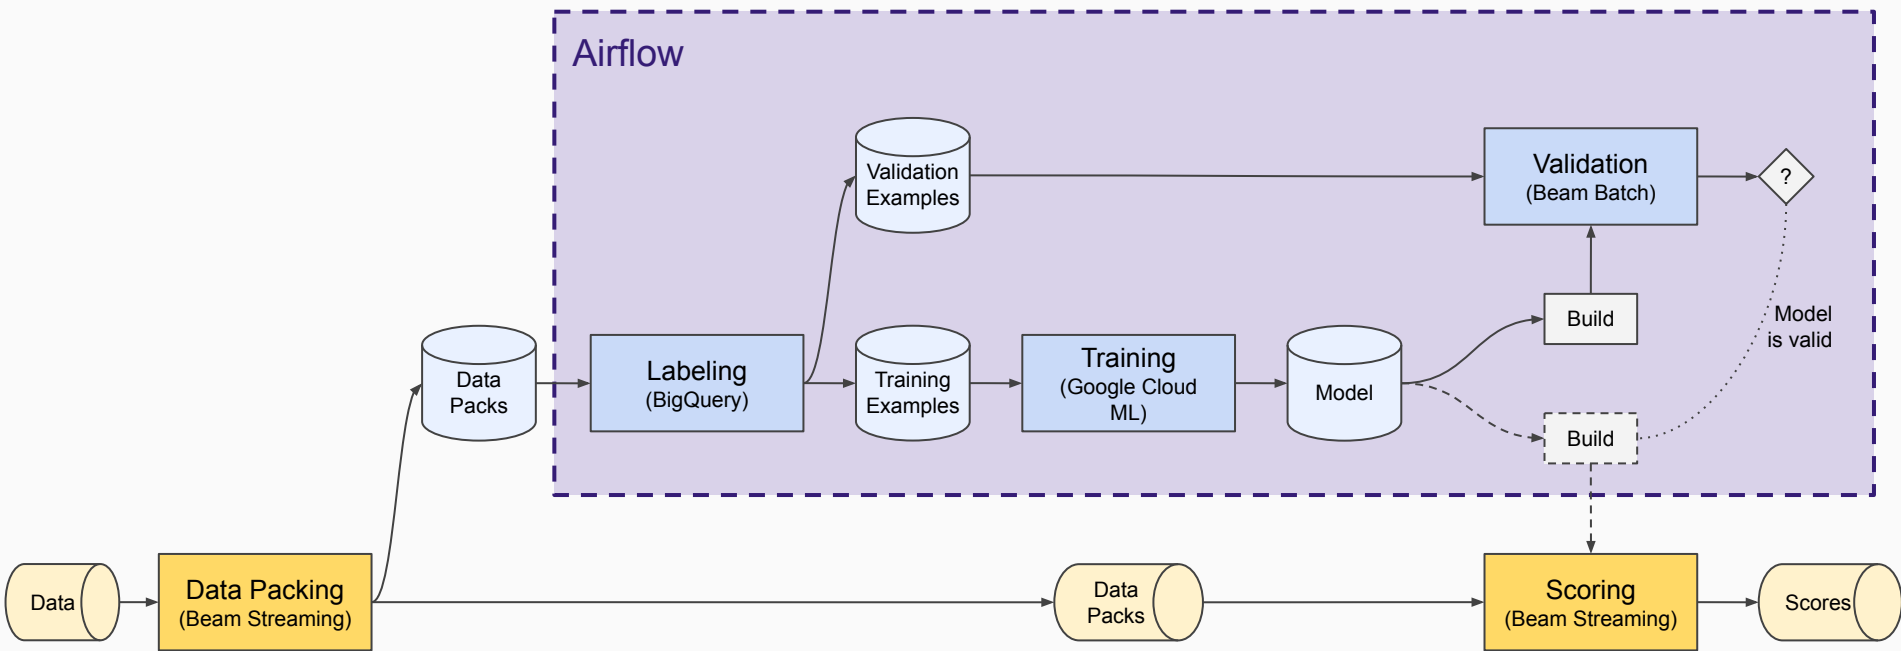 Airflow
Validation
Examples
Validation
(Beam Batch)
?
Build
Model
is valid
Data
Packs
Labeling
(BigQuery)
Training
Examples
Training
(Google Cloud
ML)
Model
Build
Data
Data Packing
(Beam Streaming)
Data
Packs
Scoring
(Beam Streaming)
Scores